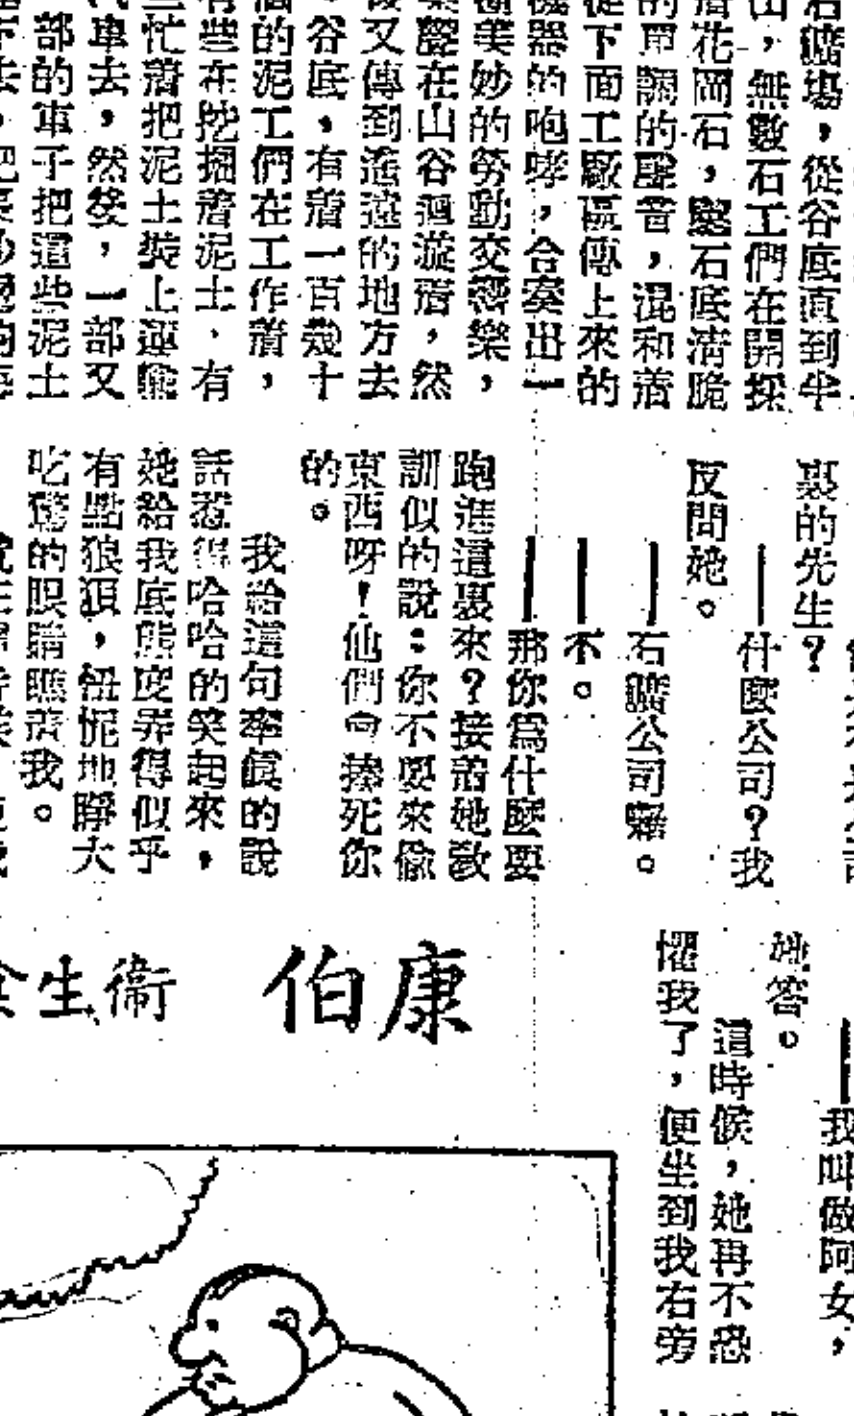 石鑛場，從谷底直到半
山，無數石工們在開採
着花岡石，鑿石底清脆
的單調的聲音，混和着
從下面工廠區傳上來的
機器的咆哮，合奏出一
美妙的勞動交響樂，
在山谷迴漩着，然
後又傳到遙遠的地方去
谷底，有着一百幾十
個的泥工們在工作着，
有些在挖掘着泥土，有
些忙着把泥土裝上運輸
汽車去，然後，一部又
一部的車子把這些泥土
裏的先生？
——什麼公司？我
反問她。
——石鑛公司囉。
——不。
——那你爲什麼要
跑進這裏來？接着她教
訓似的說：你不要來偷
東西呀！他們會捧死你
的。
我給這句率眞的說
話惹得哈哈的笑起來，
她給我底態度弄得似乎
有點狼狽，忸怩地睜大
吃驚的眼睛瞧着我。
——我叫做阿女，
她答。
這時候，她再不恐
懼我了，便坐到我右旁
康伯
衞生